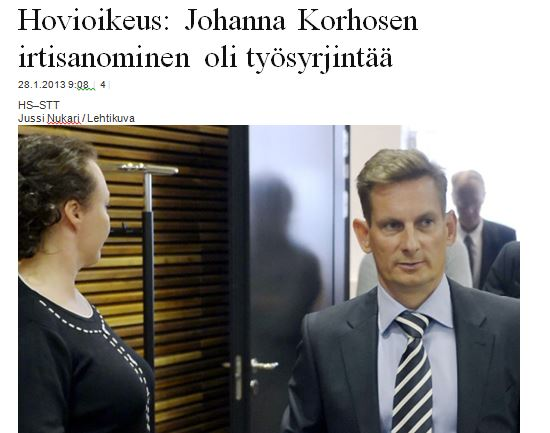 Hovioikeus: Johanna Korhosen
irtisanominen oli työsyrjintää
28.1.2013 9:08 | 4 |
HS–STT
Jussi Nukari / Lehtikuva